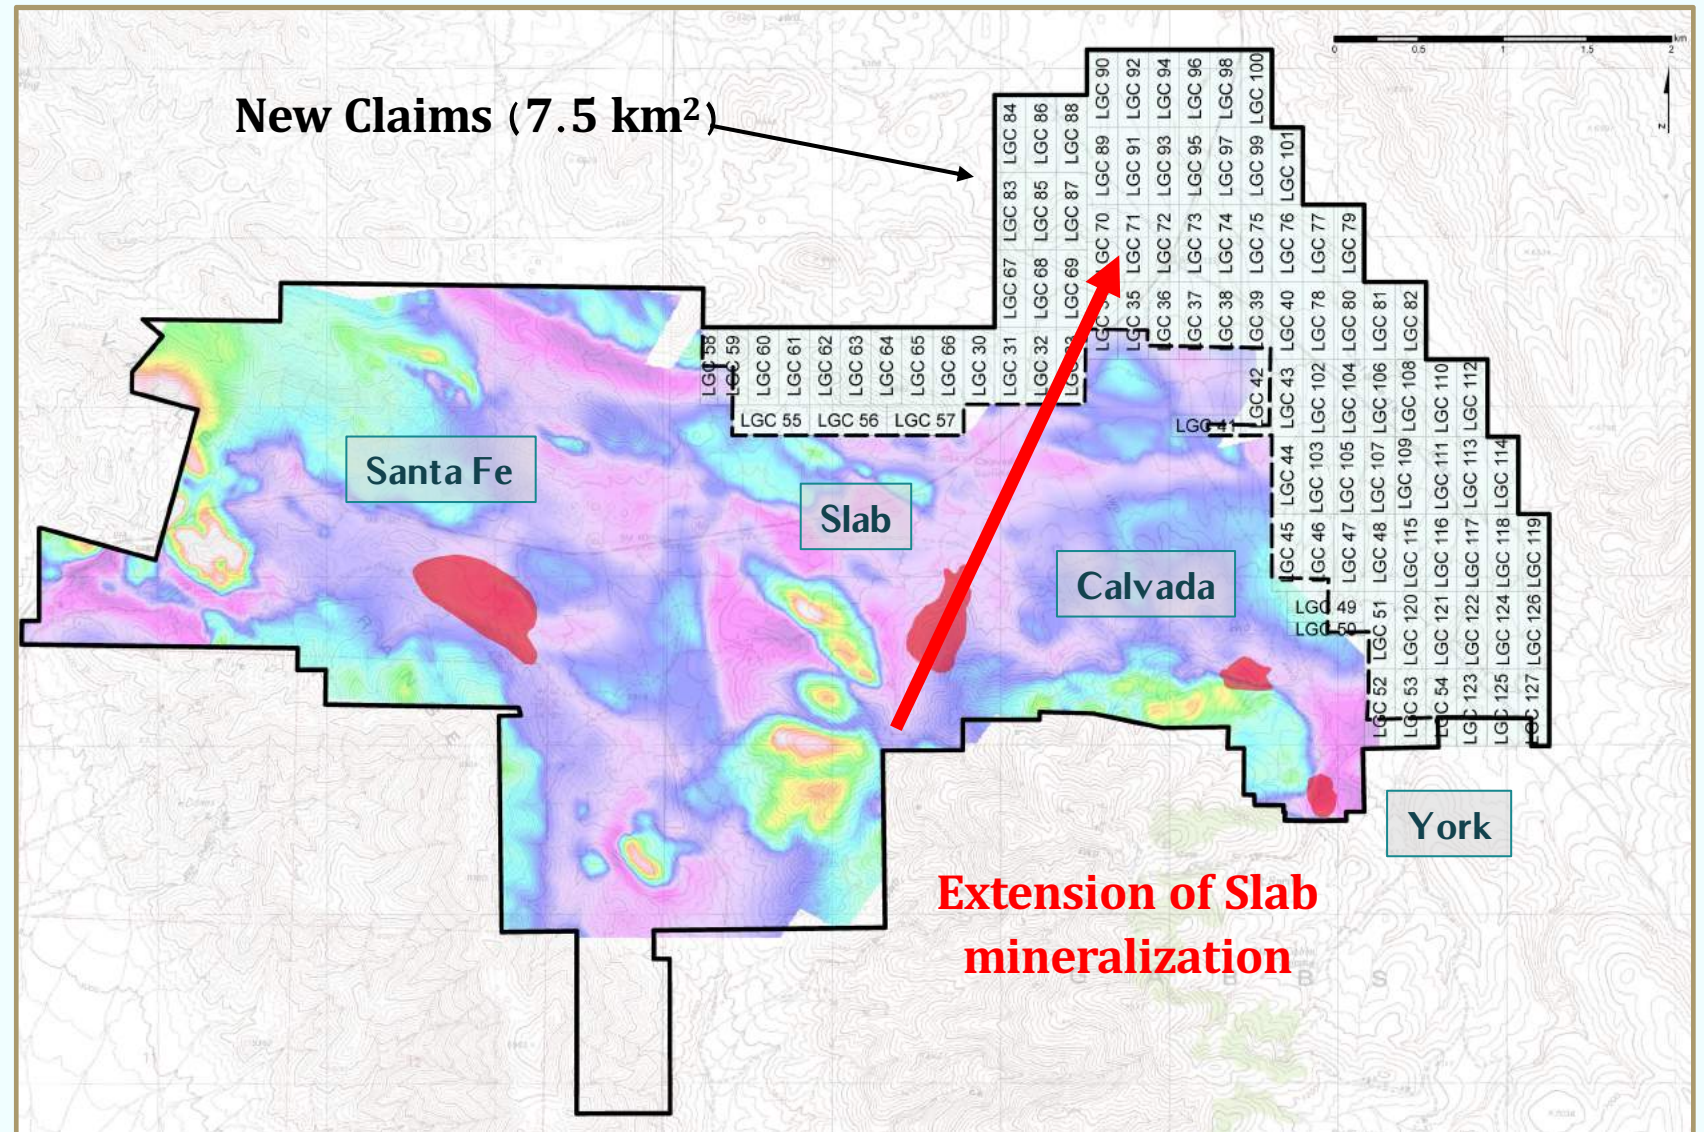 km
0 0.5 1 1.5 2
z
New Claims (7.5 km²)
LGC 90
LGC 92
LGC 94
LGC 96
LGC 98
LGC 100
LGC 84
LGC 86
LGC 88
LGC 89
LGC 91
LGC 93
LGC 95
LGC 97
LGC 99
LGC 101
LGC 83
LGC 85
LGC 87
LGC 70
LGC 71
LGC 72
LGC 73
LGC 74
LGC 75
LGC 76
LGC 77
LGC 79
LGC 67
LGC 68
LGC 69
LGC 35
LGC 36
LGC 37
LGC 38
LGC 39
LGC 40
LGC 78
LGC 80
LGC 81
LGC 82
LGC 58
LGC 59
LGC 60
LGC 61
LGC 62
LGC 63
LGC 64
LGC 65
LGC 66
LGC 30
LGC 31
LGC 32
LGC 42
LGC 43
LGC 102
LGC 104
LGC 106
LGC 108
LGC 110
LGC 112
LGC 55
LGC 56
LGC 57
LGC 41
LGC 44
LGC 103
LGC 105
LGC 107
LGC 109
LGC 111
LGC 113
LGC 114
Santa Fe
Slab
Calvada
LGC 45
LGC 46
LGC 47
LGC 48
LGC 115
LGC 116
LGC 117
LGC 118
LGC 119
LGC 49
LGC 50
LGC 51
LGC 120
LGC 121
LGC 122
LGC 124
LGC 126
LGC 52
LGC 53
LGC 54
LGC 123
LGC 125
LGC 127
York
Extension of Slab
mineralization